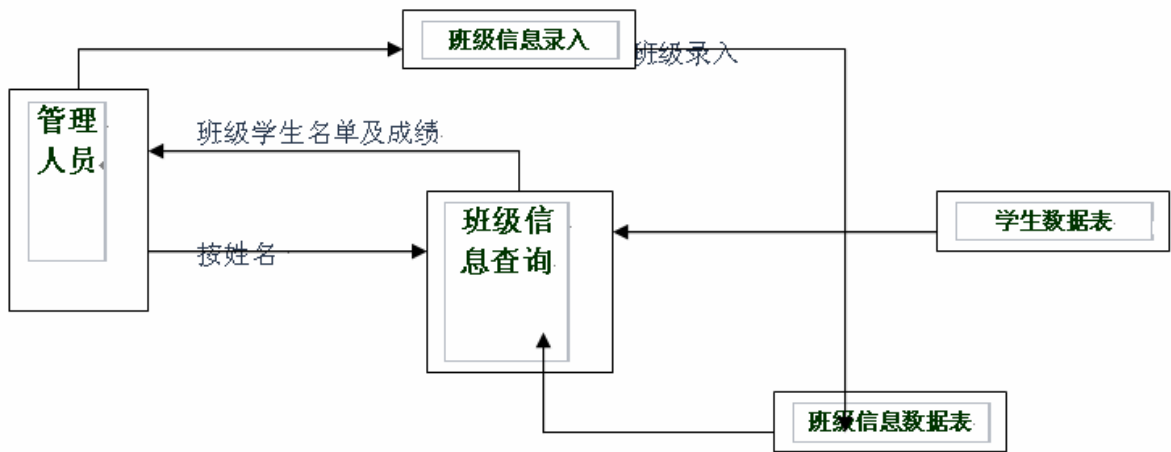 班级信息录入
班级录入
管理
人员
班级学生名单及成绩
班级信
息查询
学生数据表
按姓名
班级信息数据表